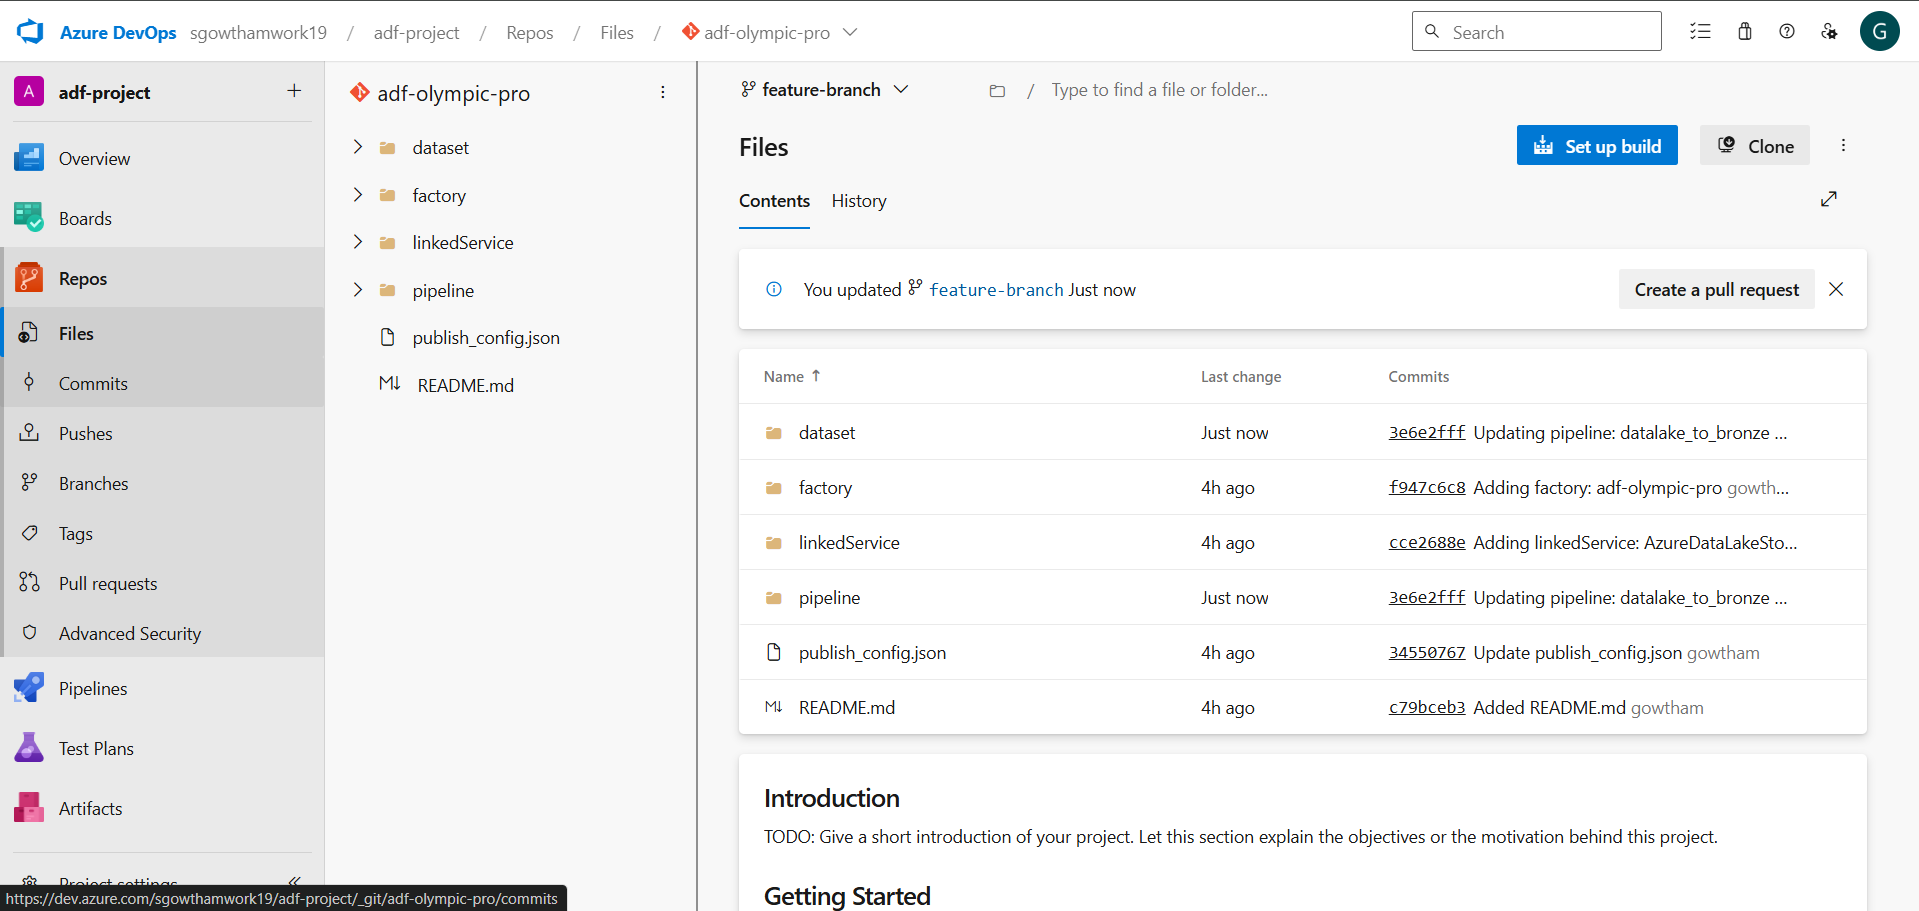 Azure DevOps sgowthamwork19 / adf-project / Repos / Files / adf-olympic-pro
Search
G
A adf-project +
Overview
Boards
Repos
Files
Commits
Pushes
Branches
Tags
Pull requests
Advanced Security
Pipelines
Test Plans
Artifacts
Project settings
https://dev.azure.com/sgowthamwork19/adf-project/_git/adf-olympic-pro/commits
adf-olympic-pro
dataset
factory
linkedService
pipeline
publish_config.json
M↓ README.md
feature-branch
/ Type to find a file or folder...
Files
Set up build
Clone
Contents History
You updated feature-branch Just now
Create a pull request
Name ↑ Last change Commits
dataset Just now 3e6e2fff Updating pipeline: datalake_to_bronze ...
factory 4h ago f947c6c8 Adding factory: adf-olympic-pro gowth...
linkedService 4h ago cce2688e Adding linkedService: AzureDataLakeSto...
pipeline Just now 3e6e2fff Updating pipeline: datalake_to_bronze ...
publish_config.json 4h ago 34550767 Update publish_config.json gowtham
M↓ README.md 4h ago c79bceb3 Added README.md gowtham
Introduction
TODO: Give a short introduction of your project. Let this section explain the objectives or the motivation behind this project.
Getting Started